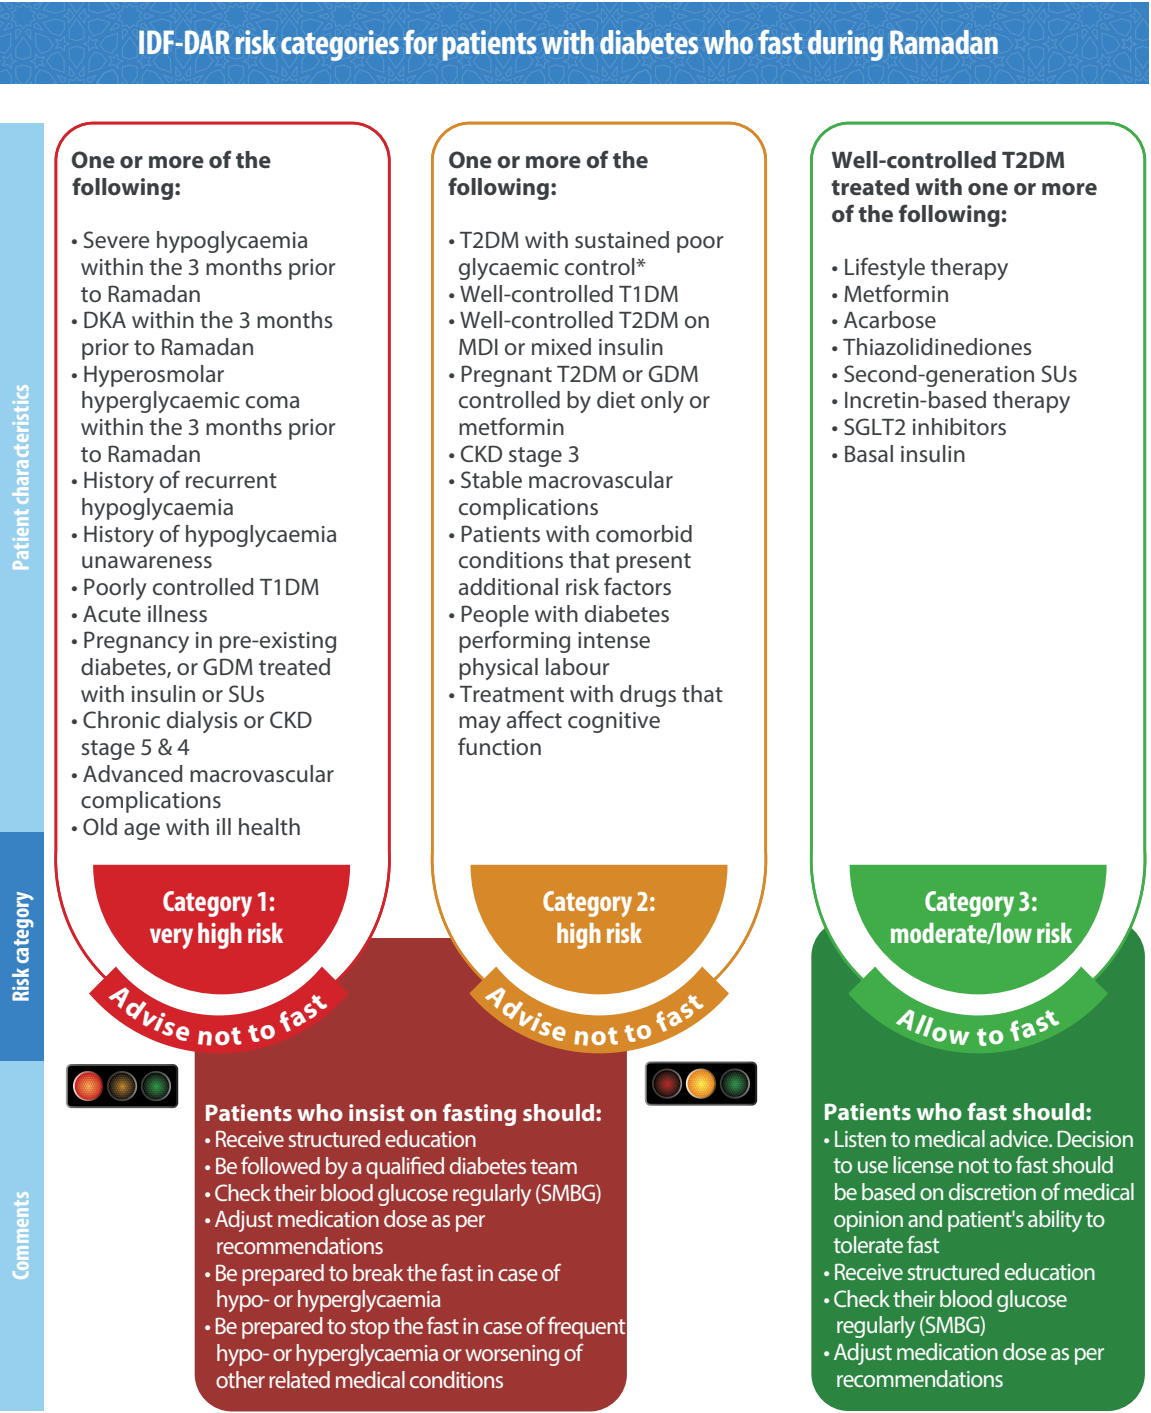 IDF-DAR risk categories for patients with diabetes who fast during Ramadan
Patient characteristics
One or more of the
following:
• Severe hypoglycaemia
within the 3 months prior
to Ramadan
• DKA within the 3 months
prior to Ramadan
• Hyperosmolar
hyperglycaemic coma
within the 3 months prior
to Ramadan
• History of recurrent
hypoglycaemia
• History of hypoglycaemia
unawareness
• Poorly controlled T1DM
• Acute illness
• Pregnancy in pre-existing
diabetes, or GDM treated
with insulin or SUs
• Chronic dialysis or CKD
stage 5 & 4
• Advanced macrovascular
complications
• Old age with ill health
One or more of the
following:
• T2DM with sustained poor
glycaemic control*
• Well-controlled T1DM
• Well-controlled T2DM on
MDI or mixed insulin
• Pregnant T2DM or GDM
controlled by diet only or
metformin
• CKD stage 3
• Stable macrovascular
complications
• Patients with comorbid
conditions that present
additional risk factors
• People with diabetes
performing intense
physical labour
• Treatment with drugs that
may affect cognitive
function
Well-controlled T2DM
treated with one or more
of the following:
• Lifestyle therapy
• Metformin
• Acarbose
• Thiazolidinediones
• Second-generation SUs
• Incretin-based therapy
• SGLT2 inhibitors
• Basal insulin
Risk category
Category 1:
very high risk
Advise not to fast
Category 2:
high risk
Advise not to fast
Category 3:
moderate/low risk
Allow to fast
Comments
Patients who insist on fasting should:
• Receive structured education
• Be followed by a qualified diabetes team
• Check their blood glucose regularly (SMBG)
• Adjust medication dose as per
recommendations
• Be prepared to break the fast in case of
hypo- or hyperglycaemia
• Be prepared to stop the fast in case of frequent
hypo- or hyperglycaemia or worsening of
other related medical conditions
Patients who fast should:
• Listen to medical advice. Decision
to use license not to fast should
be based on discretion of medical
opinion and patient's ability to
tolerate fast
• Receive structured education
• Check their blood glucose
regularly (SMBG)
• Adjust medication dose as per
recommendations